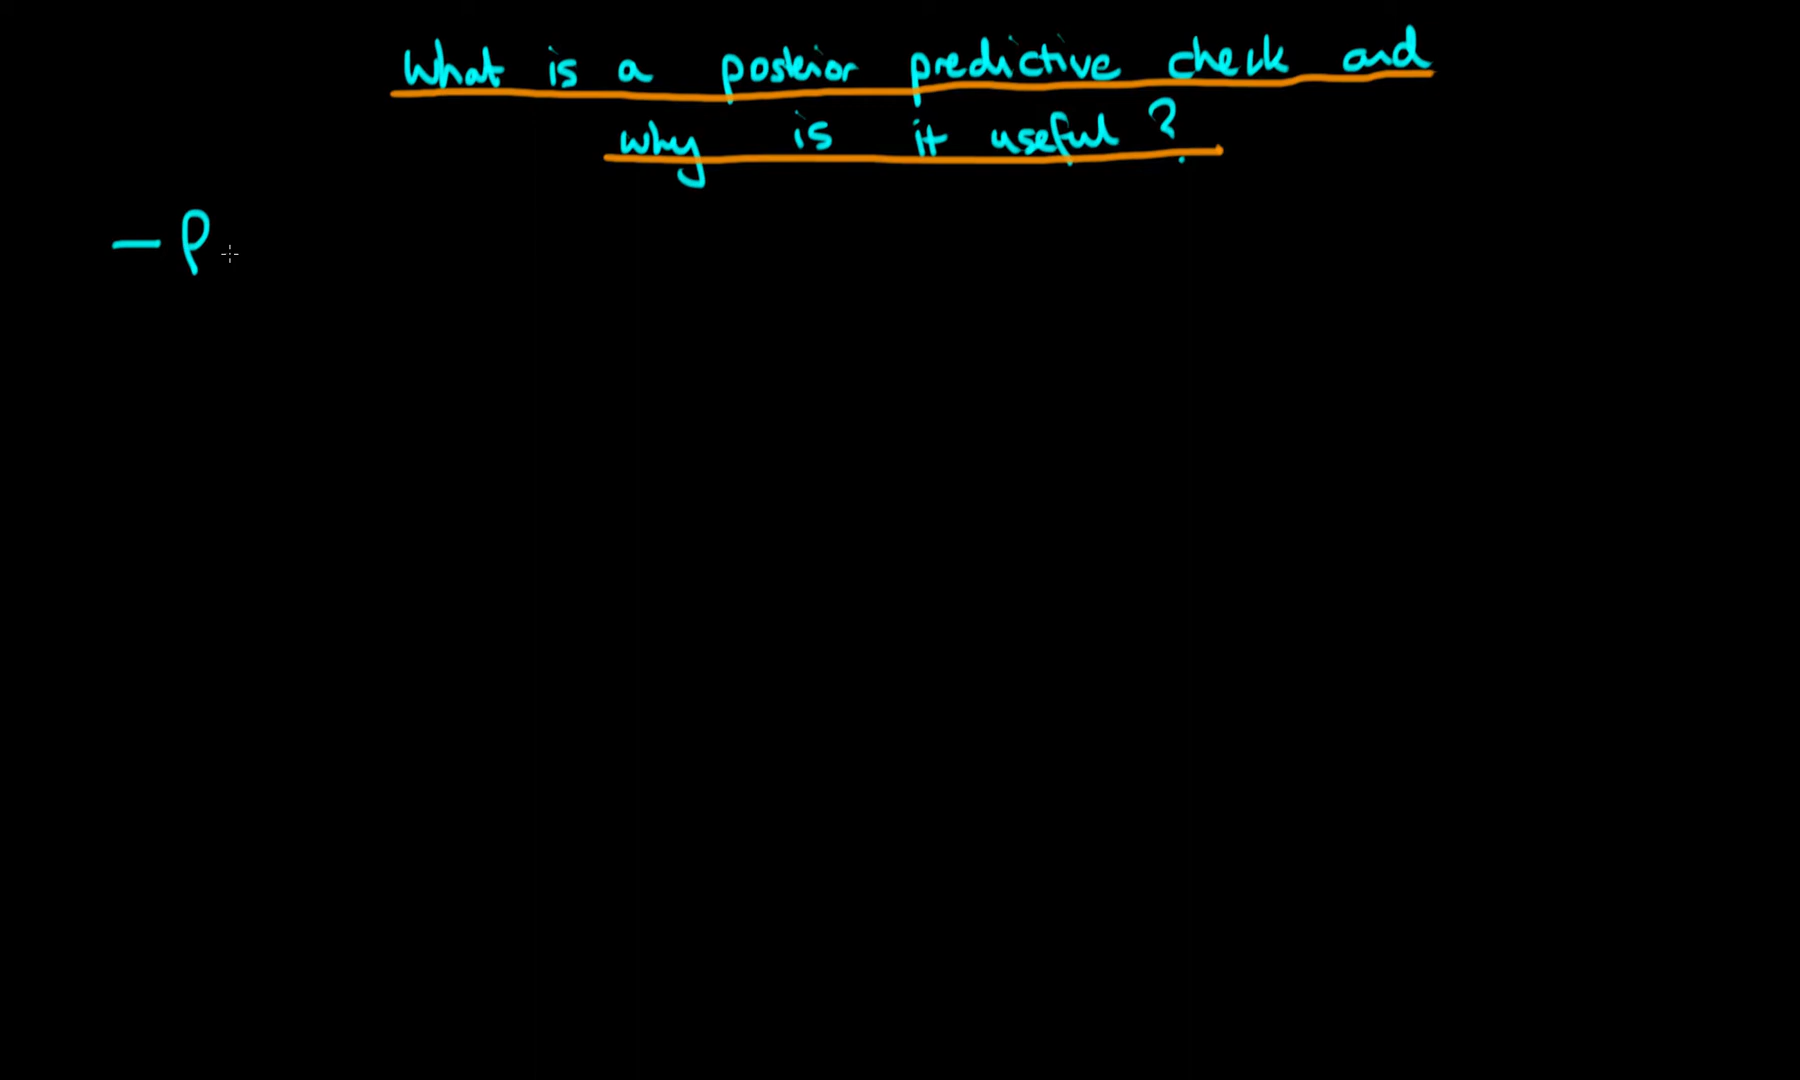 What is a posterior predictive check and
why is it useful?
- P